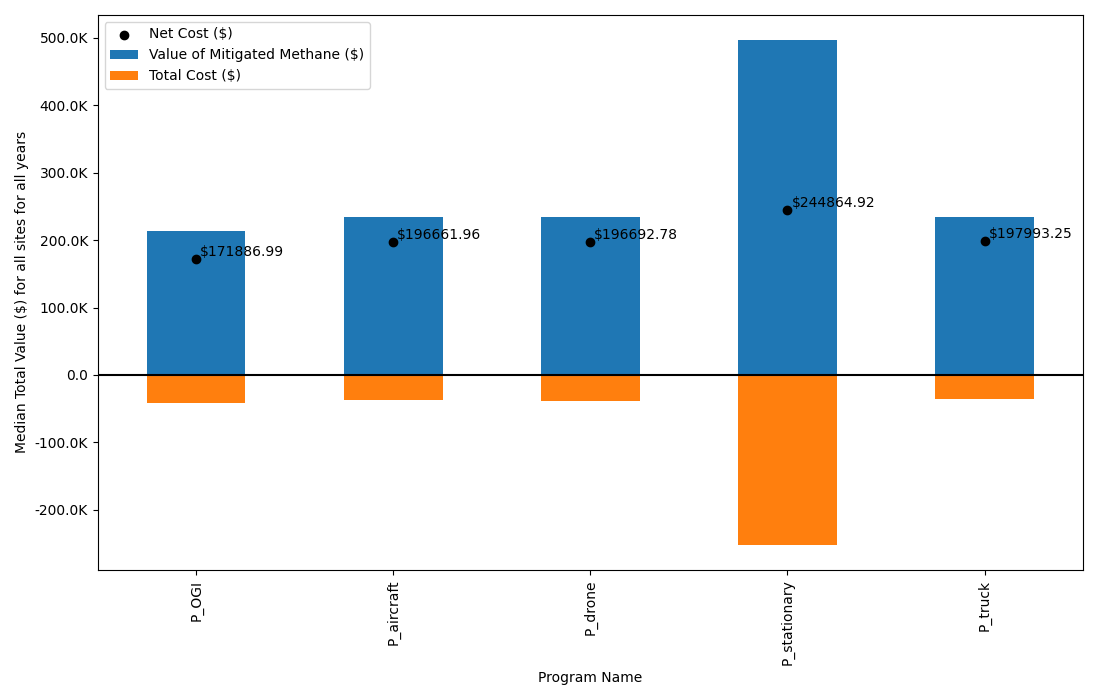 Net Cost ($)
Value of Mitigated Methane ($)
Total Cost ($)
Median Total Value ($) for all sites for all years
500.0K
400.0K
300.0K
200.0K
100.0K
0.0
-100.0K
-200.0K
$171886.99
$196661.96
$196692.78
$244864.92
$197993.25
P_OGI
P_aircraft
P_drone
P_stationary
P_truck
Program Name